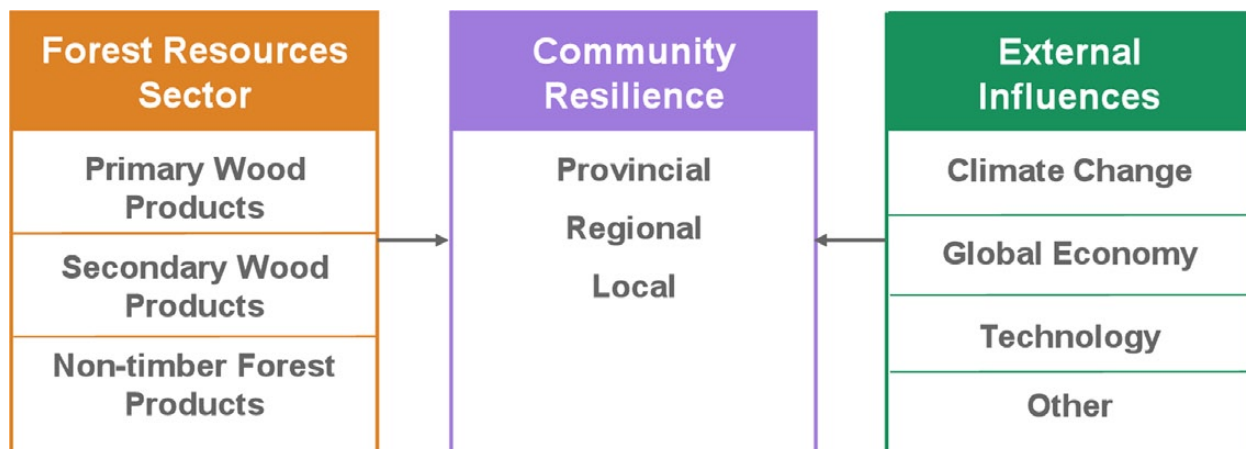 Forest Resources
Sector
Primary Wood
Products
Secondary Wood
Products
Non-timber Forest
Products
Community
Resilience
Provincial
Regional
Local
External
Influences
Climate Change
Global Economy
Technology
Other